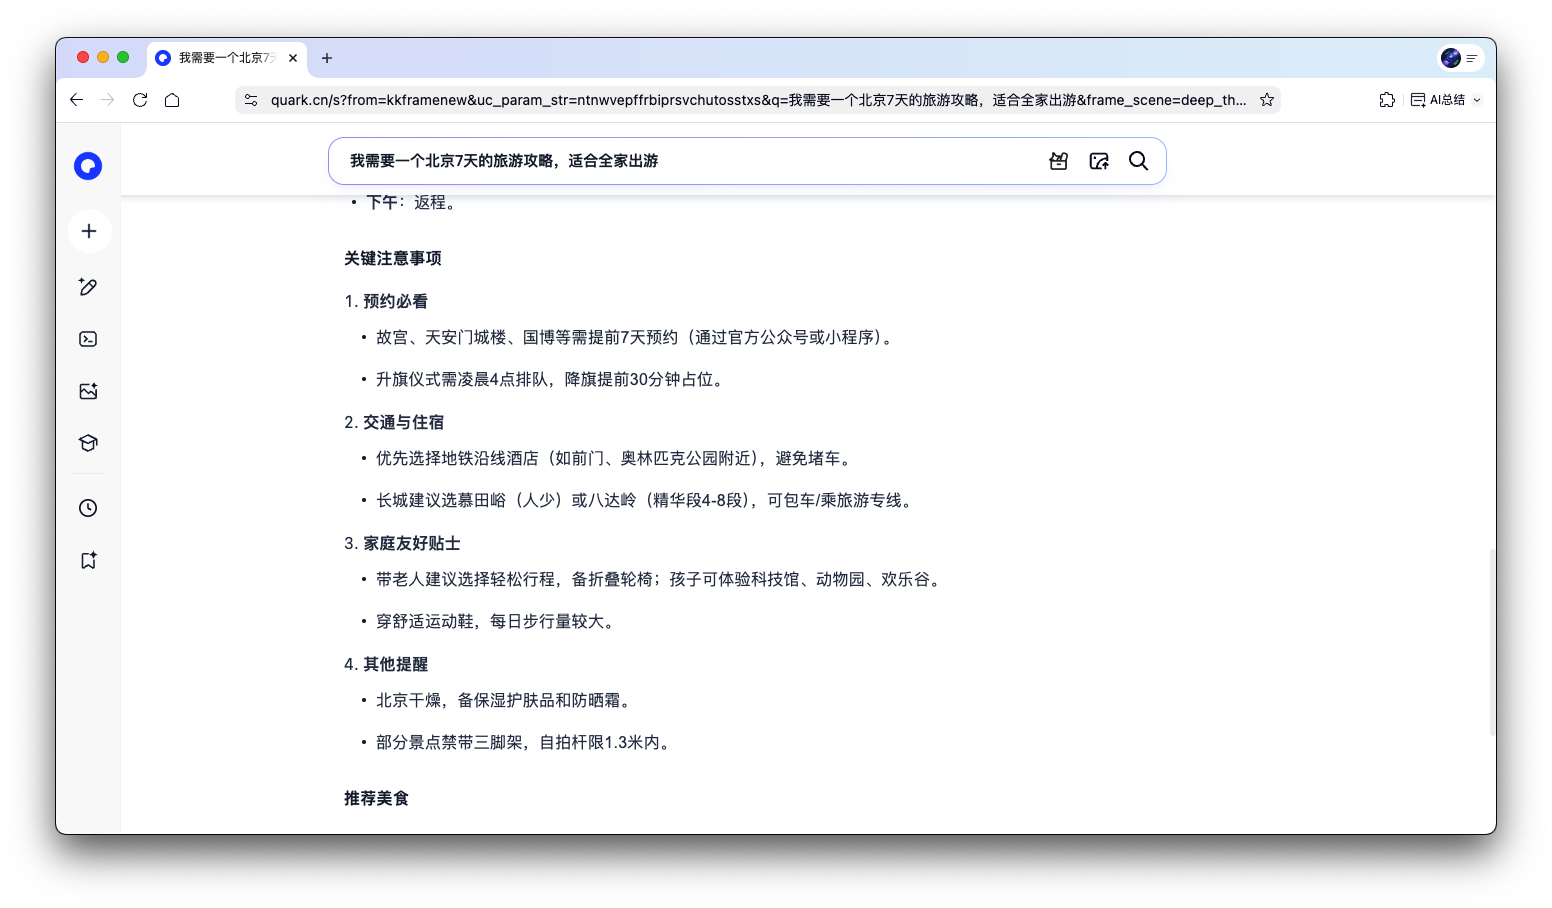 我需要一个北京7天
AI总结
quark.cn/s?from=kkframenew&uc_param_str=ntnwvepffrbiprsvchutosstxs&q=我需要一个北京7天的旅游攻略，适合全家出游&frame_scene=deep_th...
我需要一个北京7天的旅游攻略，适合全家出游
• 下午：返程。
关键注意事项
1. 预约必看
• 故宫、天安门城楼、国博等需提前7天预约（通过官方公众号或小程序）。
• 升旗仪式需凌晨4点排队，降旗提前30分钟占位。
2. 交通与住宿
• 优先选择地铁沿线酒店（如前门、奥林匹克公园附近），避免堵车。
• 长城建议选慕田峪（人少）或八达岭（精华段4-8段），可包车/乘旅游专线。
3. 家庭友好贴士
• 带老人建议选择轻松行程，备折叠轮椅；孩子可体验科技馆、动物园、欢乐谷。
• 穿舒适运动鞋，每日步行量较大。
4. 其他提醒
• 北京干燥，备保湿护肤品和防晒霜。
• 部分景点禁带三脚架，自拍杆限1.3米内。
推荐美食